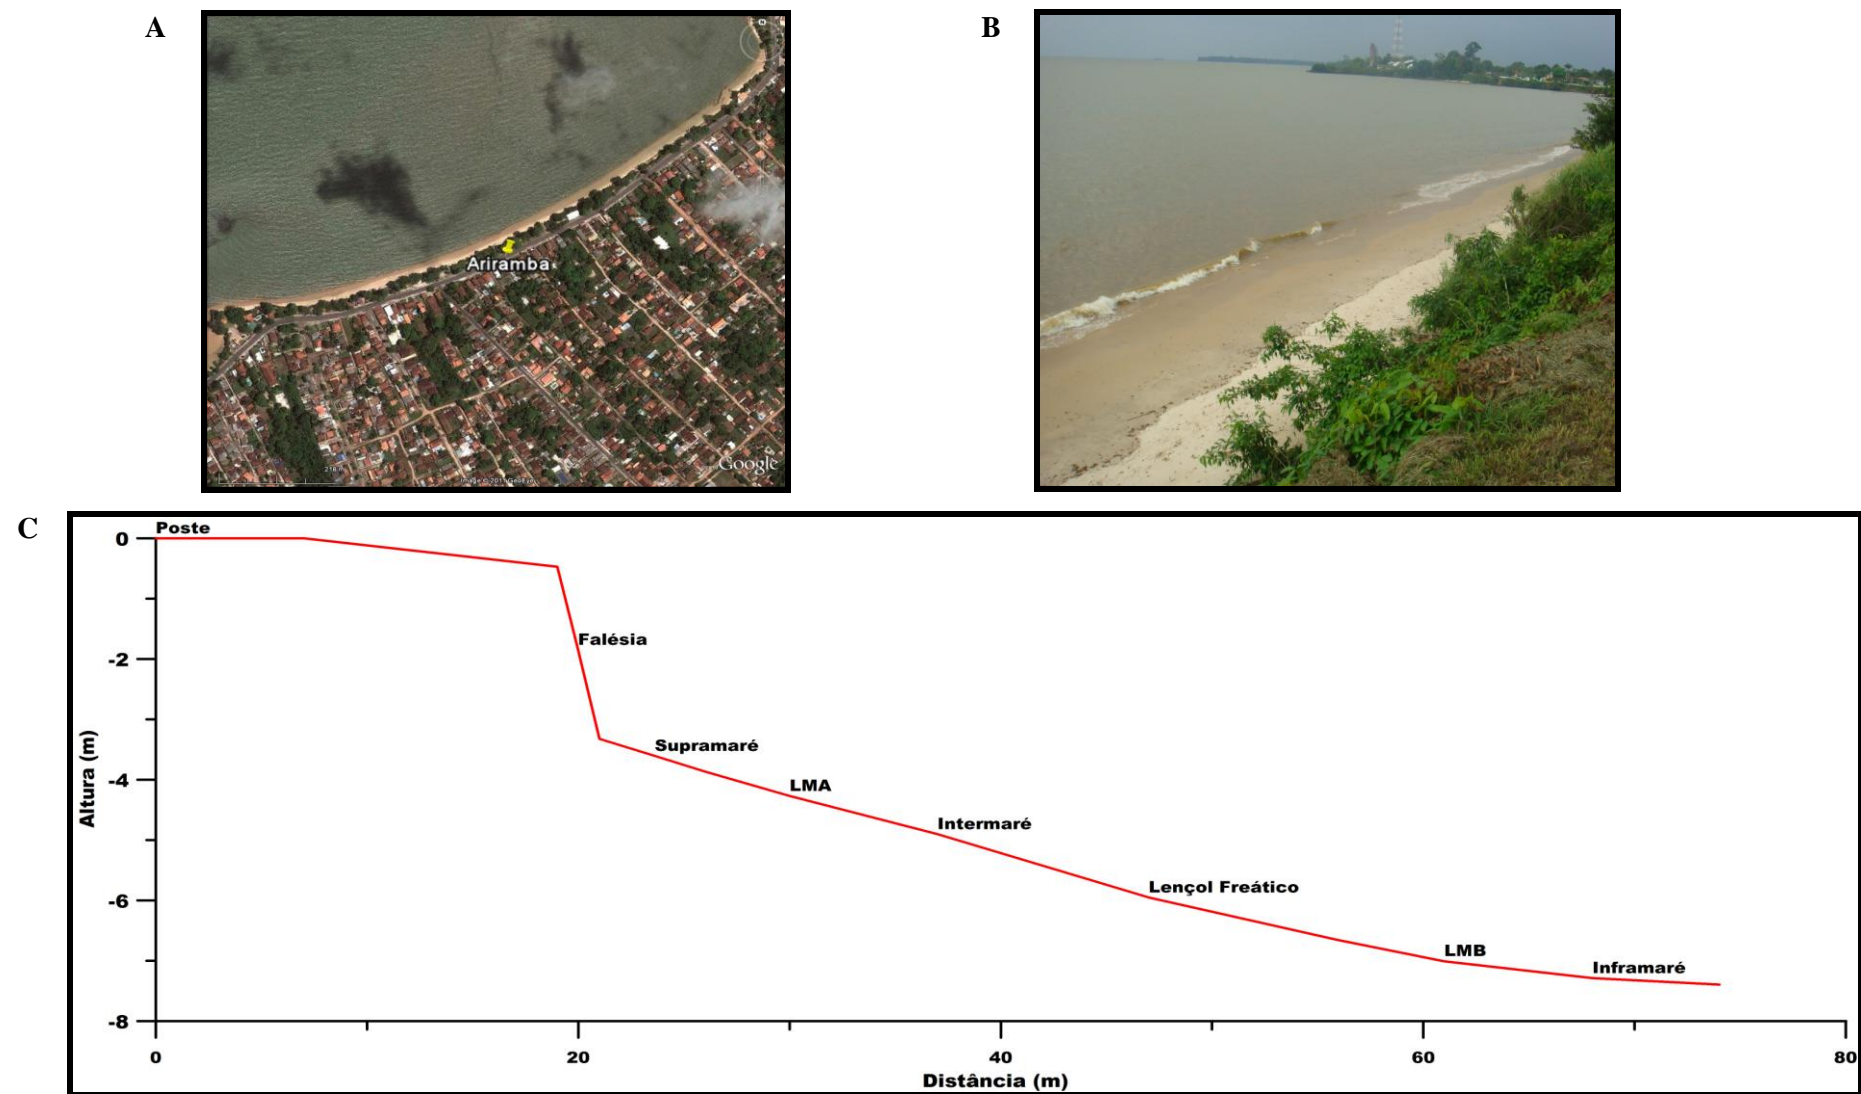 A
B
Ariramba
Google
C
Poste
0
Falésia
-2
Supramaré
LMA
-4
Intermaré
Lençol Freático
-6
LMB
Inframaré
-8
Altura (m)
0 20 40 60 80
Distância (m)